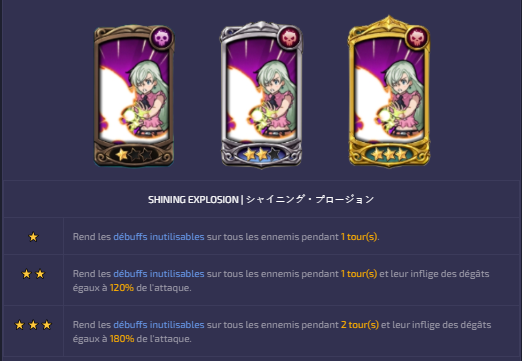 SHINING EXPLOSION | シャイニング・プロージョン
Rend les débuffs inutilisables sur tous les ennemis pendant 1 tour(s).
Rend les débuffs inutilisables sur tous les ennemis pendant 1 tour(s) et leur inflige des dégâts
égaux à 120% de l'attaque.
Rend les débuffs inutilisables sur tous les ennemis pendant 2 tour(s) et leur inflige des dégâts
égaux à 180% de l'attaque.